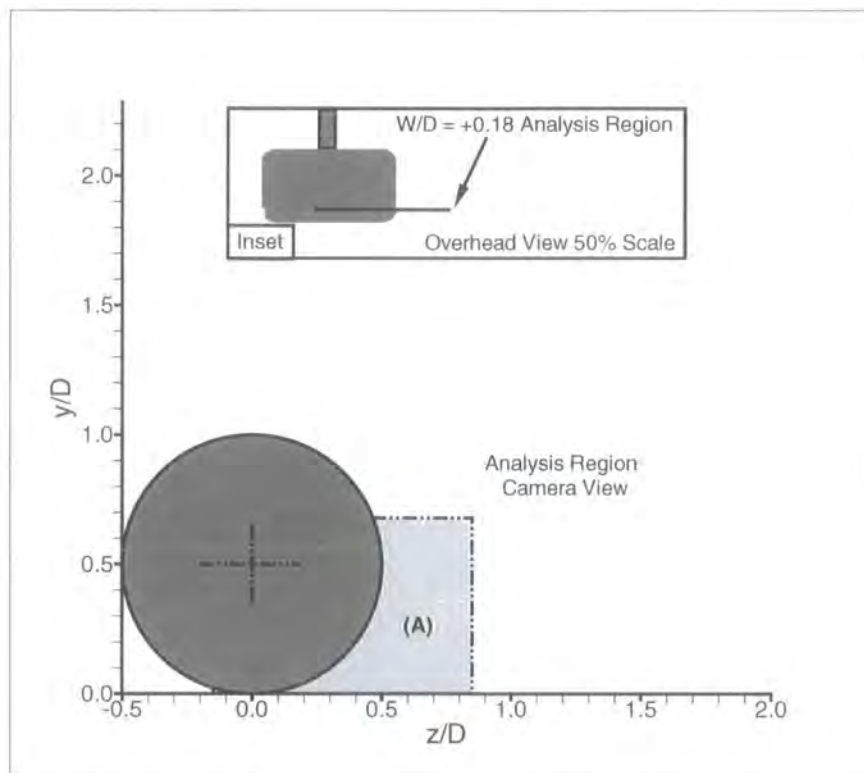 W/D = +0.18 Analysis Region
Inset
Overhead View 50% Scale
2.0
1.5
y/D
1.0
Analysis Region
Camera View
0.5
(A)
0.0
-0.5
0.0
0.5
1.0
1.5
2.0
z/D